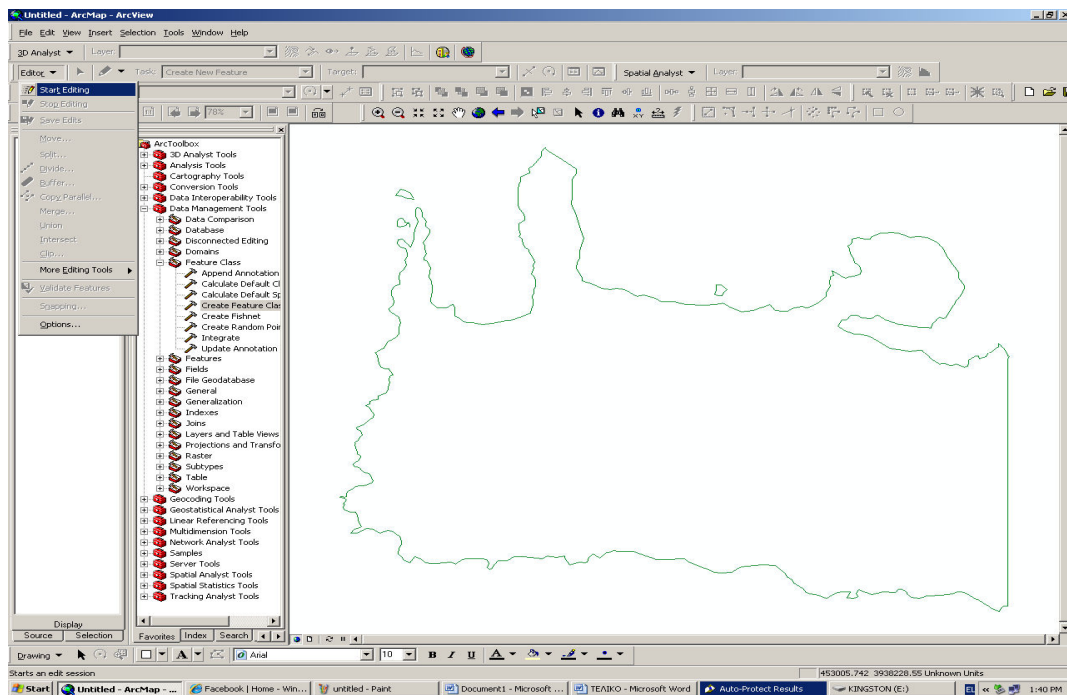 Untitled - ArcMap - ArcView
File Edit View Insert Selection Tools Window Help
3D Analyst Layer:
Editor Task: Create New Feature Target: Spatial Analyst Layer:
Start Editing
Stop Editing
Save Edits
Move...
Split...
Divide...
Buffer...
Copy Parallel...
Merge...
Union
Intersect
Clip...
More Editing Tools
Validate Features
Snapping...
Options...
78%
ArcToolbox
3D Analyst Tools
Analysis Tools
Cartography Tools
Conversion Tools
Data Interoperability Tools
Data Management Tools
Data Comparison
Database
Disconnected Editing
Domains
Feature Class
Append Annotation
Calculate Default Cl
Calculate Default Sp
Create Feature Clas
Create Fishnet
Create Random Poin
Integrate
Update Annotation
Features
Fields
File Geodatabase
General
Generalization
Indexes
Joins
Layers and Table Views
Projections and Transfo
Raster
Subtypes
Table
Workspace
Geocoding Tools
Geostatistical Analyst Tools
Linear Referencing Tools
Multidimension Tools
Network Analyst Tools
Samples
Server Tools
Spatial Analyst Tools
Spatial Statistics Tools
Tracking Analyst Tools
Display
Source Selection
Favorites Index Search
Drawing A Arial 10 B I U A
Starts an edit session
453005.742 3938228.55 Unknown Units
Start Untitled - ArcMap - ... Facebook | Home - Win... untitled - Paint Document1 - Microsoft ... ΤΕΛΙΚΟ - Microsoft Word Auto-Protect Results KINGSTON (E:) EL 1:40 PM